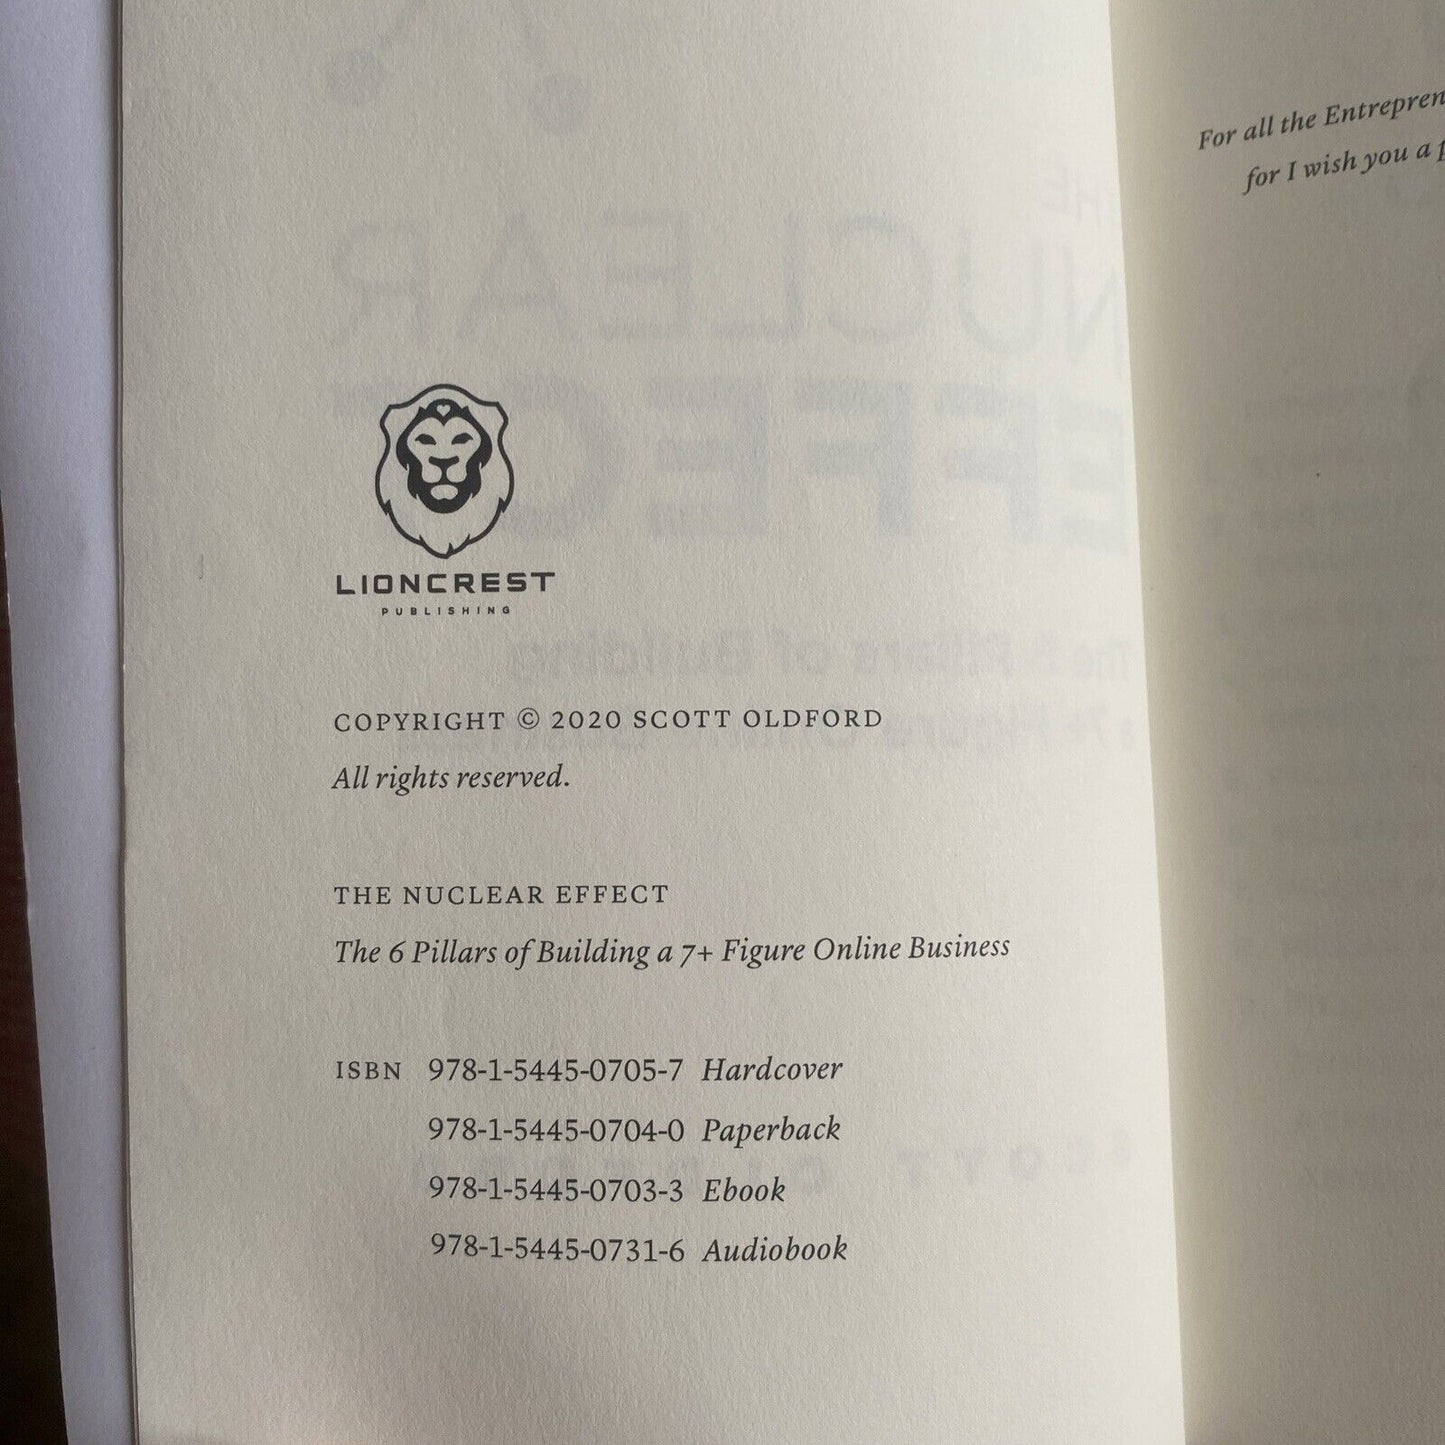 LIONCREST
PUBLISHING
COPYRIGHT © 2020 SCOTT OLDFORD
All rights reserved.
THE NUCLEAR EFFECT
The 6 Pillars of Building a 7+ Figure Online Business
ISBN 978-1-5445-0705-7 Hardcover
978-1-5445-0704-0 Paperback
978-1-5445-0703-3 Ebook
978-1-5445-0731-6 Audiobook
For all the Entrepren
for I wish you a